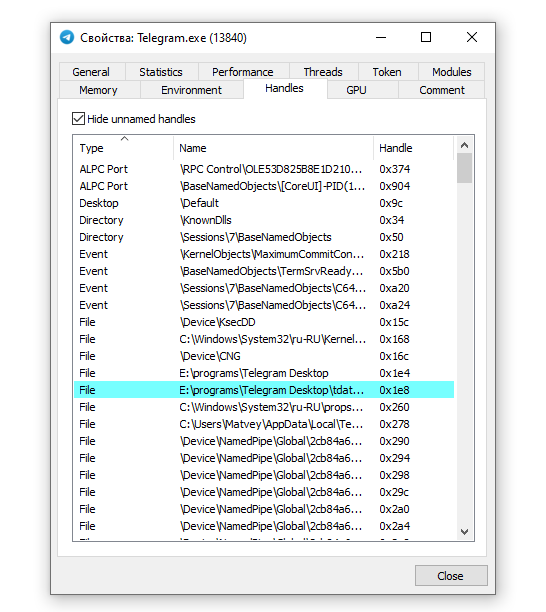 Свойства: Telegram.exe (13840)
General Statistics Performance Threads Token Modules
Memory Environment Handles GPU Comment
Hide unnamed handles
Type Name Handle
ALPC Port \RPC Control\OLE53D825B8E1D210... 0x374
ALPC Port \BaseNamedObjects\[CoreUI]-PID(1... 0x904
Desktop \Default 0x9c
Directory \KnownDlls 0x34
Directory \Sessions\7\BaseNamedObjects 0x50
Event \KernelObjects\MaximumCommitCon... 0x218
Event \BaseNamedObjects\TermSrvReady... 0x5b0
Event \Sessions\7\BaseNamedObjects\C64... 0xa20
Event \Sessions\7\BaseNamedObjects\C64... 0xa24
File \Device\KsecDD 0x15c
File C:\Windows\System32\ru-RU\Kernel... 0x168
File \Device\CNG 0x16c
File E:\programs\Telegram Desktop 0x1e4
File E:\programs\Telegram Desktop\tdat... 0x1e8
File C:\Windows\System32\ru-RU\props... 0x260
File C:\Users\Matvey\AppData\Local\Te... 0x278
File \Device\NamedPipe\Global\2cb84a6... 0x290
File \Device\NamedPipe\Global\2cb84a6... 0x294
File \Device\NamedPipe\Global\2cb84a6... 0x298
File \Device\NamedPipe\Global\2cb84a6... 0x29c
File \Device\NamedPipe\Global\2cb84a6... 0x2a0
File \Device\NamedPipe\Global\2cb84a6... 0x2a4
Close